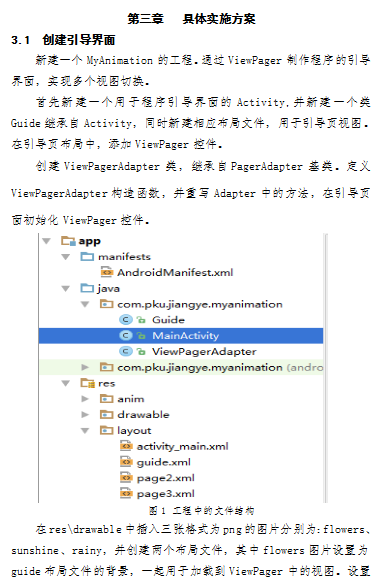 第三章 具体实施方案
3.1 创建引导界面
新建一个 MyAnimation 的工程。通过 ViewPager 制作程序的引导
界面，实现多个视图切换。
首先新建一个用于程序引导界面的 Activity,并新建一个类
Guide 继承自 Activity，同时新建相应布局文件，用于引导页视图。
在引导页布局中，添加 ViewPager 控件。
创建 ViewPagerAdapter 类，继承自 PagerAdapter 基类。定义
ViewPagerAdapter 构造函数，并重写 Adapter 中的方法，在引导页
面初始化 ViewPager 控件。
app
manifests
AndroidManifest.xml
java
com.pku.jiangye.myanimation
Guide
MainActivity
ViewPagerAdapter
com.pku.jiangye.myanimation (andro
res
anim
drawable
layout
activity_main.xml
guide.xml
page2.xml
page3.xml
图 1 工程中的文件结构
在 res\drawable 中插入三张格式为 png 的图片分别为:flowers、
sunshine、rainy，并创建两个布局文件，其中 flowers 图片设置为
guide 布局文件的背景，一起用于加载到 ViewPager 中的视图。设置